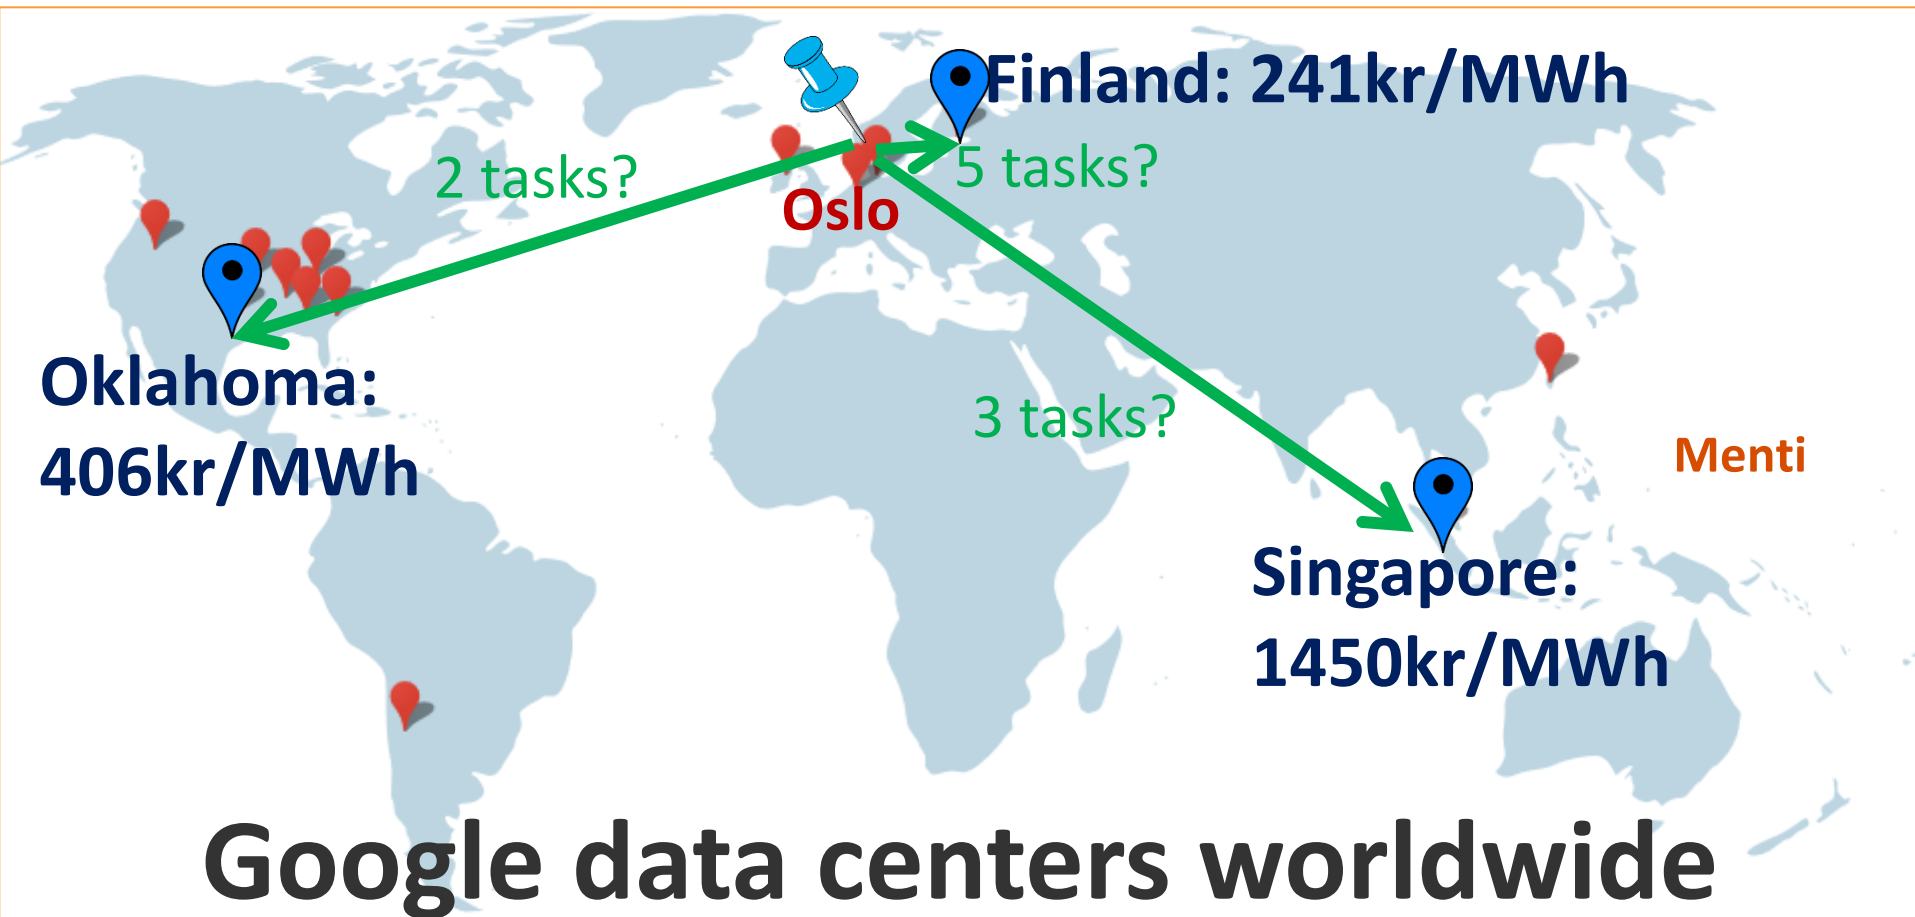 Finland: 241kr/MWh
2 tasks?
5 tasks?
Oslo
Oklahoma:
406kr/MWh
3 tasks?
Menti
Singapore:
1450kr/MWh
Google data centers worldwide